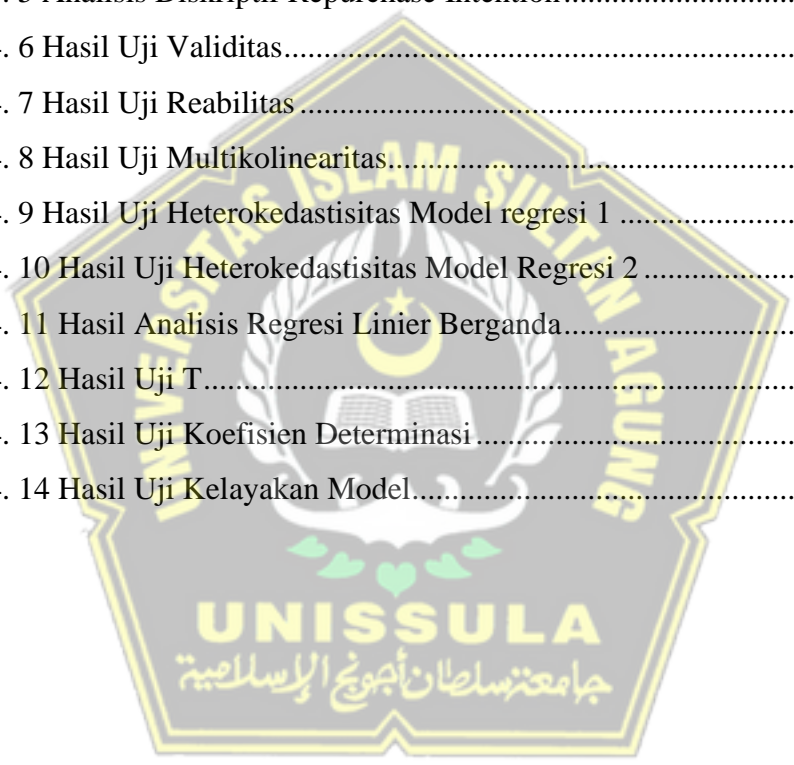 . 5 Analisis Diskriptif Repurchase Intention
. 6 Hasil Uji Validitas
. 7 Hasil Uji Reabilitas
. 8 Hasil Uji Multikolinearitas
. 9 Hasil Uji Heterokedastisitas Model regresi 1
. 10 Hasil Uji Heterokedastisitas Model Regresi 2
. 11 Hasil Analisis Regresi Linier Berganda
. 12 Hasil Uji T
. 13 Hasil Uji Koefisien Determinasi
. 14 Hasil Uji Kelayakan Model
UNIVERSITAS ISLAM SULTAN AGUNG
UNISSULA
جامعة سلطان أجونج الإسلامية